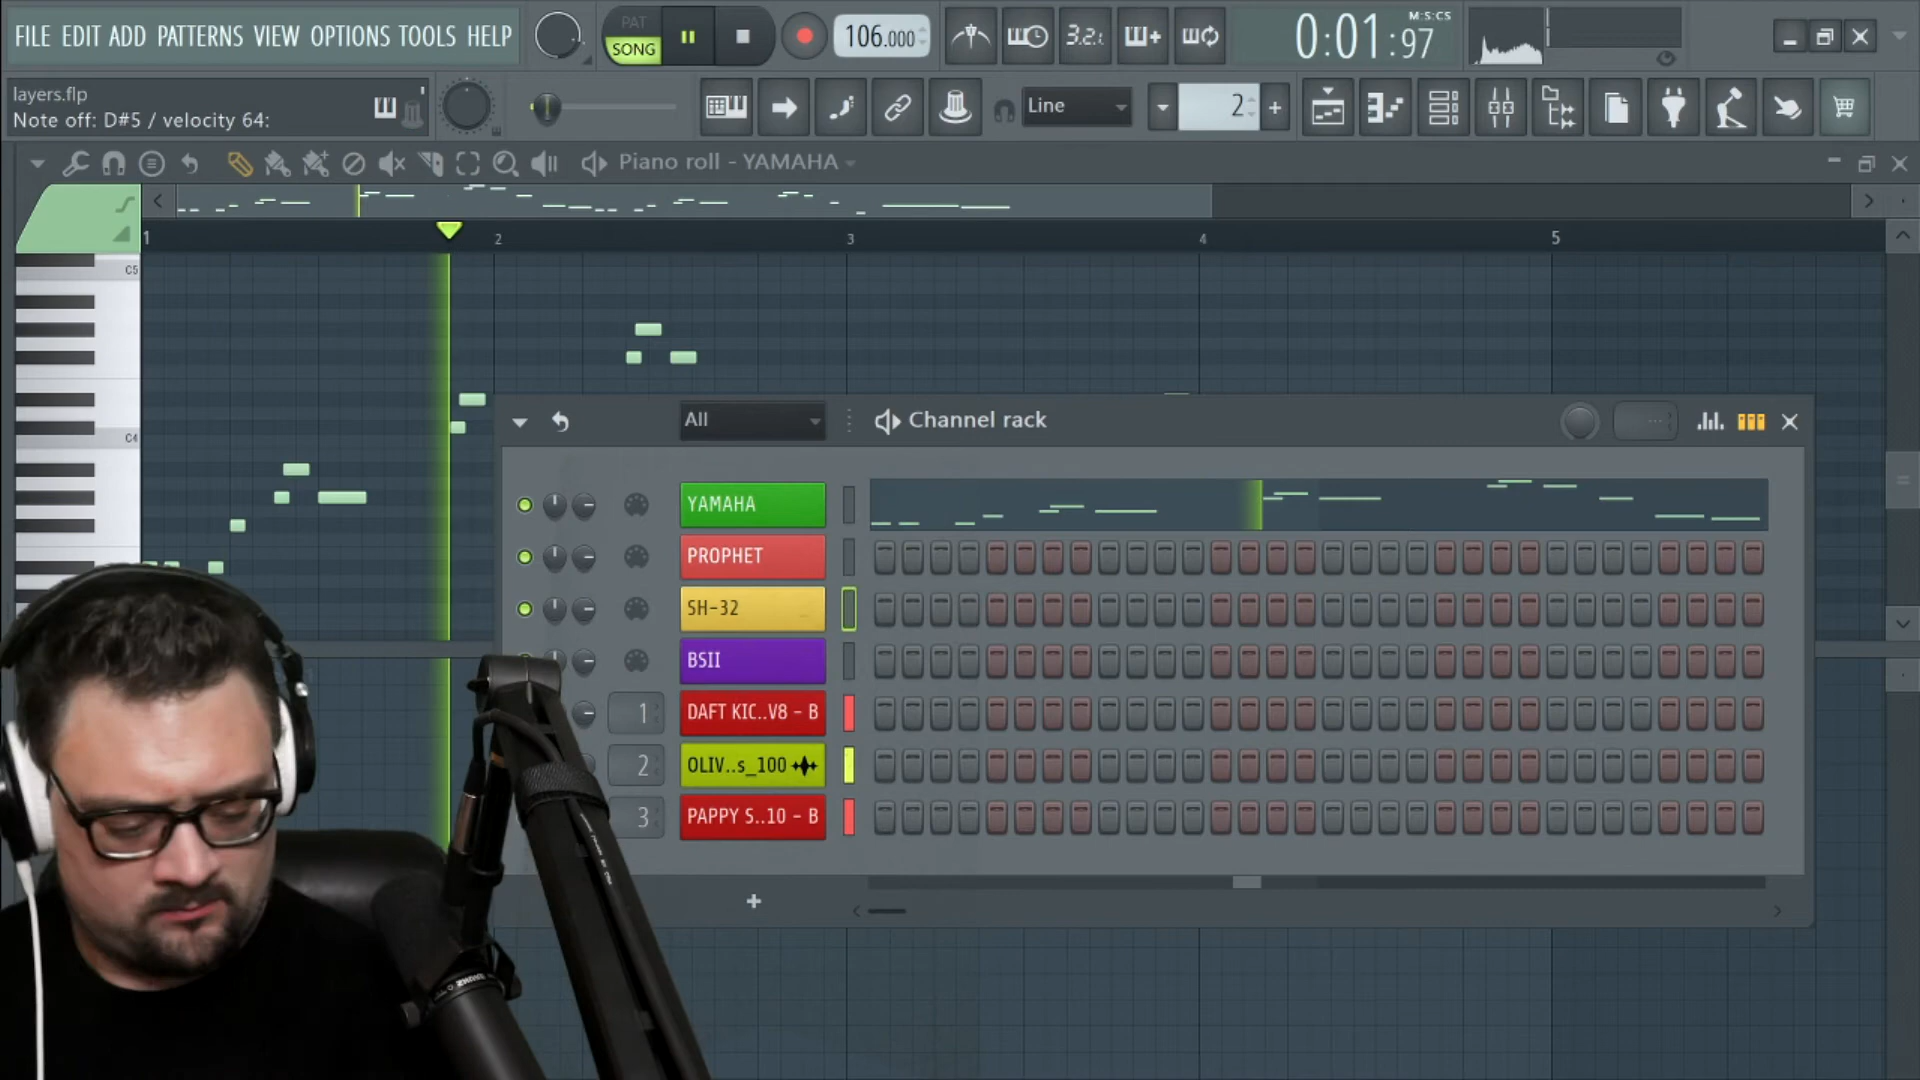 FILE EDIT ADD PATTERNS VIEW OPTIONS TOOLS HELP
PAT
SONG
106.000
3.2.
M:S:CS
0:01:97
layers.flp
Note off: D#5 / velocity 64:
Line
2
Piano roll - YAMAHA
1 2 3 4 5
C5
C4
All
Channel rack
YAMAHA
PROPHET
SH-32
BSII
1 DAFT KIC..V8 - B
2 OLIV..s_100
3 PAPPY S..10 - B